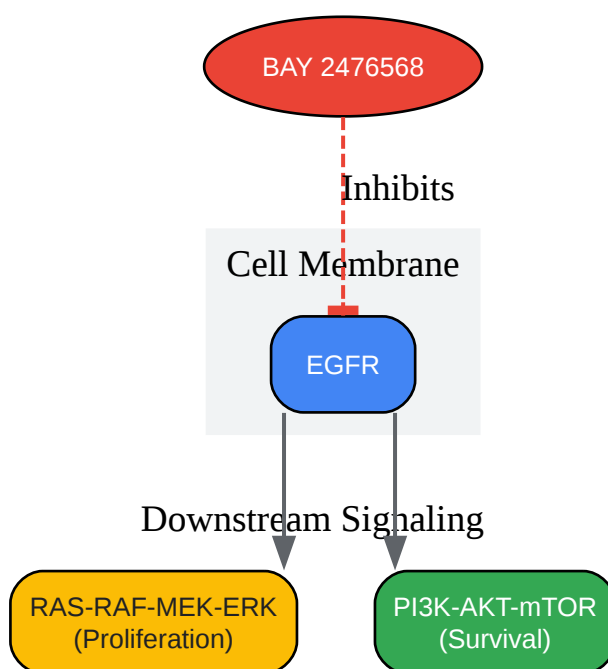 BAY 2476568
Inhibits
Cell Membrane
EGFR
Downstream Signaling
RAS-RAF-MEK-ERK
(Proliferation)
PI3K-AKT-mTOR
(Survival)